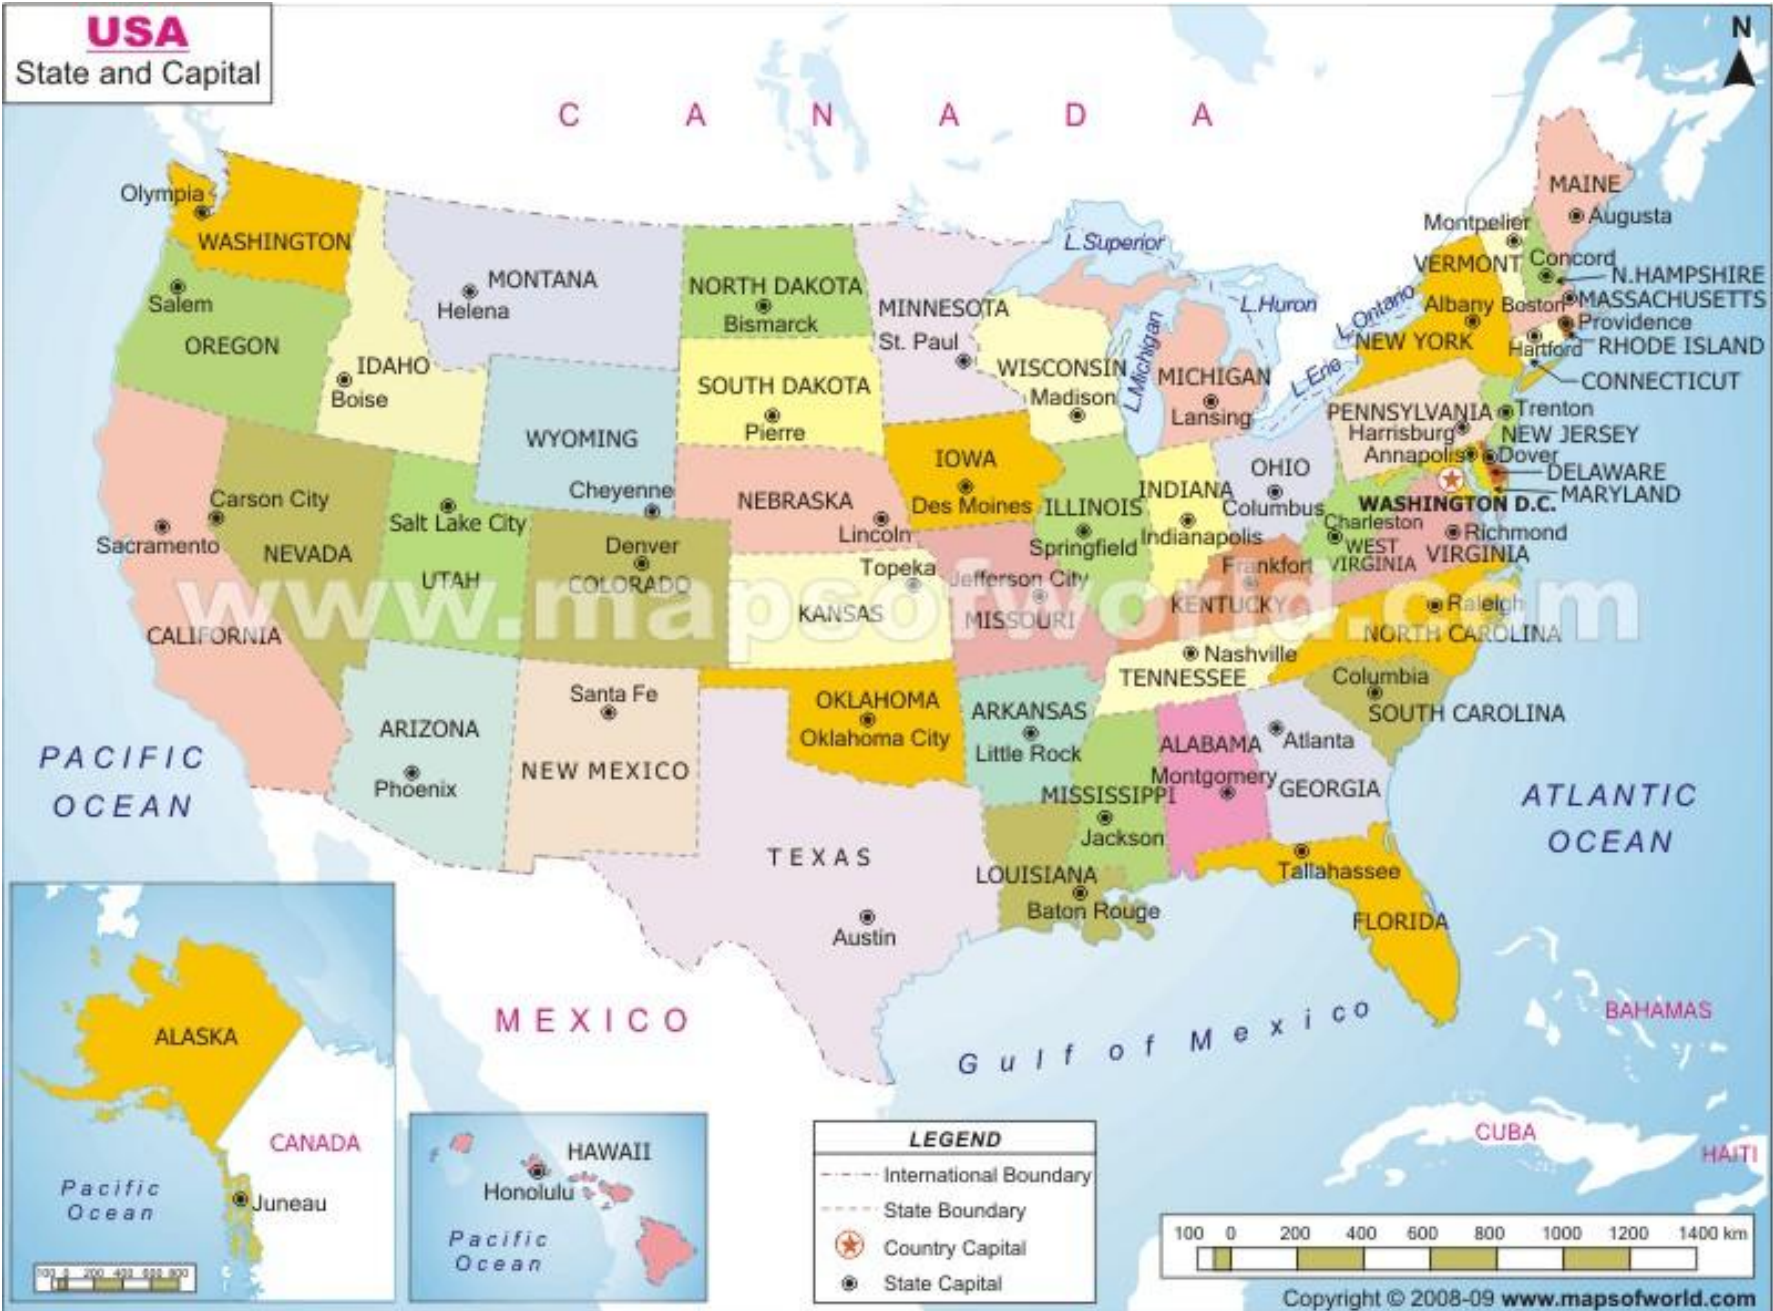 USA
State and Capital
N
C A N A D A
Olympia
WASHINGTON
Salem
OREGON
IDAHO
Boise
MONTANA
Helena
NORTH DAKOTA
Bismarck
MINNESOTA
St. Paul
L.Superior
L.Huron
L.Michigan
L.Ontario
L.Erie
WISCONSIN
Madison
MICHIGAN
Lansing
MAINE
Augusta
Montpelier
VERMONT
Concord
N.HAMPSHIRE
Albany
Boston
MASSACHUSETTS
Providence
NEW YORK
Hartford
RHODE ISLAND
CONNECTICUT
SOUTH DAKOTA
Pierre
WYOMING
Cheyenne
PENNSYLVANIA
Harrisburg
Trenton
NEW JERSEY
Annapolis
Dover
DELAWARE
MARYLAND
WASHINGTON D.C.
IOWA
Des Moines
NEBRASKA
Lincoln
ILLINOIS
Springfield
INDIANA
Indianapolis
OHIO
Columbus
Charleston
WEST
VIRGINIA
Richmond
VIRGINIA
Carson City
NEVADA
Sacramento
CALIFORNIA
Salt Lake City
UTAH
Denver
COLORADO
Topeka
KANSAS
Jefferson City
MISSOURI
Frankfort
KENTUCKY
Raleigh
NORTH CAROLINA
www.mapsofworld.com
Nashville
TENNESSEE
Columbia
SOUTH CAROLINA
ARIZONA
Phoenix
Santa Fe
NEW MEXICO
OKLAHOMA
Oklahoma City
ARKANSAS
Little Rock
ALABAMA
Montgomery
Atlanta
GEORGIA
MISSISSIPPI
Jackson
TEXAS
Austin
LOUISIANA
Baton Rouge
Tallahassee
FLORIDA
PACIFIC
OCEAN
ATLANTIC
OCEAN
MEXICO
Gulf of Mexico
BAHAMAS
CUBA
HAITI
ALASKA
CANADA
Juneau
Pacific
Ocean
100 0 200 400 600 800
HAWAII
Honolulu
Pacific
Ocean
LEGEND
International Boundary
State Boundary
Country Capital
State Capital
100 0 200 400 600 800 1000 1200 1400 km
Copyright © 2008-09 www.mapsofworld.com